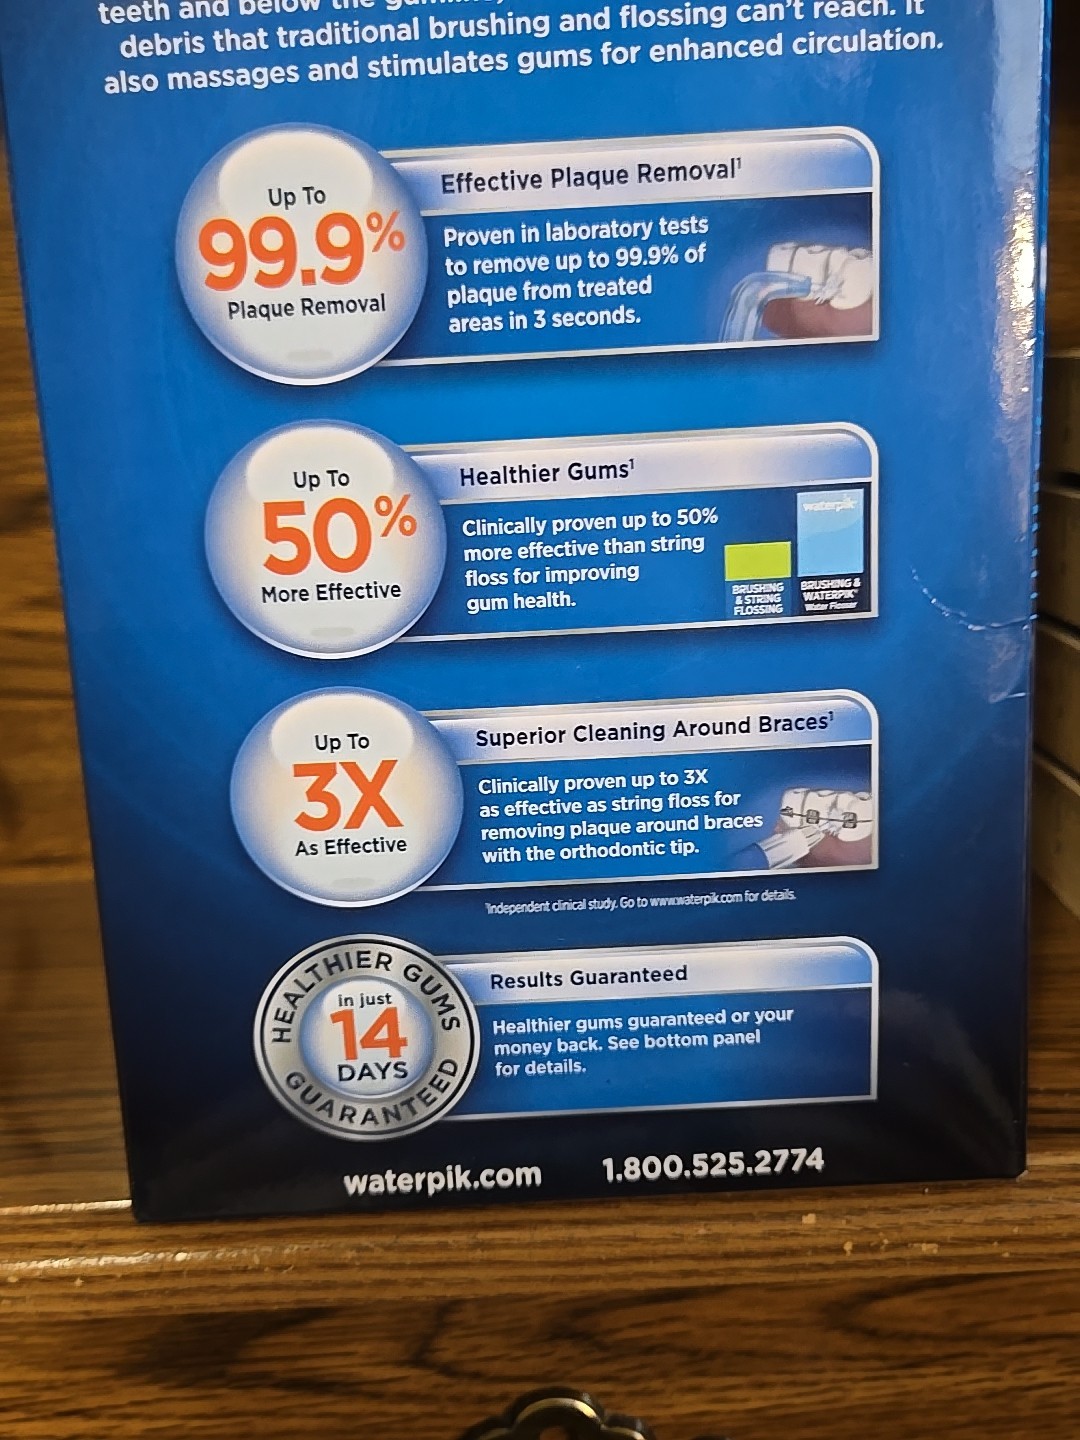 teeth and below the
debris that traditional brushing and flossing can't reach. It
also massages and stimulates gums for enhanced circulation.
Up To
99.9%
Plaque Removal
Effective Plaque Removal¹
Proven in laboratory tests
to remove up to 99.9% of
plaque from treated
areas in 3 seconds.
Up To
50%
More Effective
Healthier Gums¹
Clinically proven up to 50%
more effective than string
floss for improving
gum health.
BRUSHING
& STRING
FLOSSING
waterpik
BRUSHING &
WATERPIK
Water Flosser
Up To
3X
As Effective
Superior Cleaning Around Braces¹
Clinically proven up to 3X
as effective as string floss for
removing plaque around braces
with the orthodontic tip.
¹Independent clinical study. Go to www.waterpik.com for details.
HEALTHIER GUMS
in just
14
DAYS
GUARANTEED
Results Guaranteed
Healthier gums guaranteed or your
money back. See bottom panel
for details.
waterpik.com 1.800.525.2774